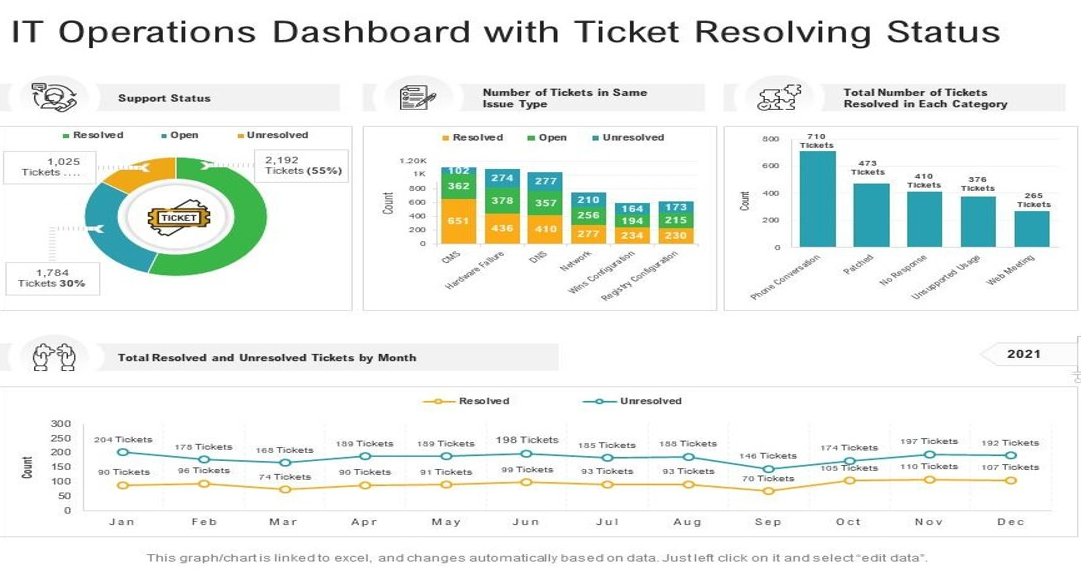 IT Operations Dashboard with Ticket Resolving Status
Support Status
Resolved
Open
Unresolved
1,025
Tickets ....
2,192
Tickets (55%)
TICKET
1,784
Tickets 30%
Number of Tickets in Same
Issue Type
Resolved
Open
Unresolved
Count
1.20K
1K
800
600
400
200
0
102
362
651
274
378
436
277
357
410
210
256
277
164
194
234
173
215
230
CMS
Hardware Failure
DNS
Network
Wins Configuration
Registry Configuration
Total Number of Tickets
Resolved in Each Category
Count
800
600
400
200
0
710
Tickets
473
Tickets
410
Tickets
376
Tickets
265
Tickets
Phone Conversation
Patched
No Response
Unsupported Usage
Web Meeting
Total Resolved and Unresolved Tickets by Month
2021
Resolved
Unresolved
Count
300
250
200
150
100
50
0
204 Tickets
178 Tickets
168 Tickets
189 Tickets
189 Tickets
198 Tickets
185 Tickets
188 Tickets
146 Tickets
174 Tickets
197 Tickets
192 Tickets
90 Tickets
96 Tickets
74 Tickets
90 Tickets
91 Tickets
99 Tickets
93 Tickets
93 Tickets
70 Tickets
105 Tickets
110 Tickets
107 Tickets
Jan
Feb
Mar
Apr
May
Jun
Jul
Aug
Sep
Oct
Nov
Dec
This graph/chart is linked to excel, and changes automatically based on data. Just left click on it and select “edit data”.